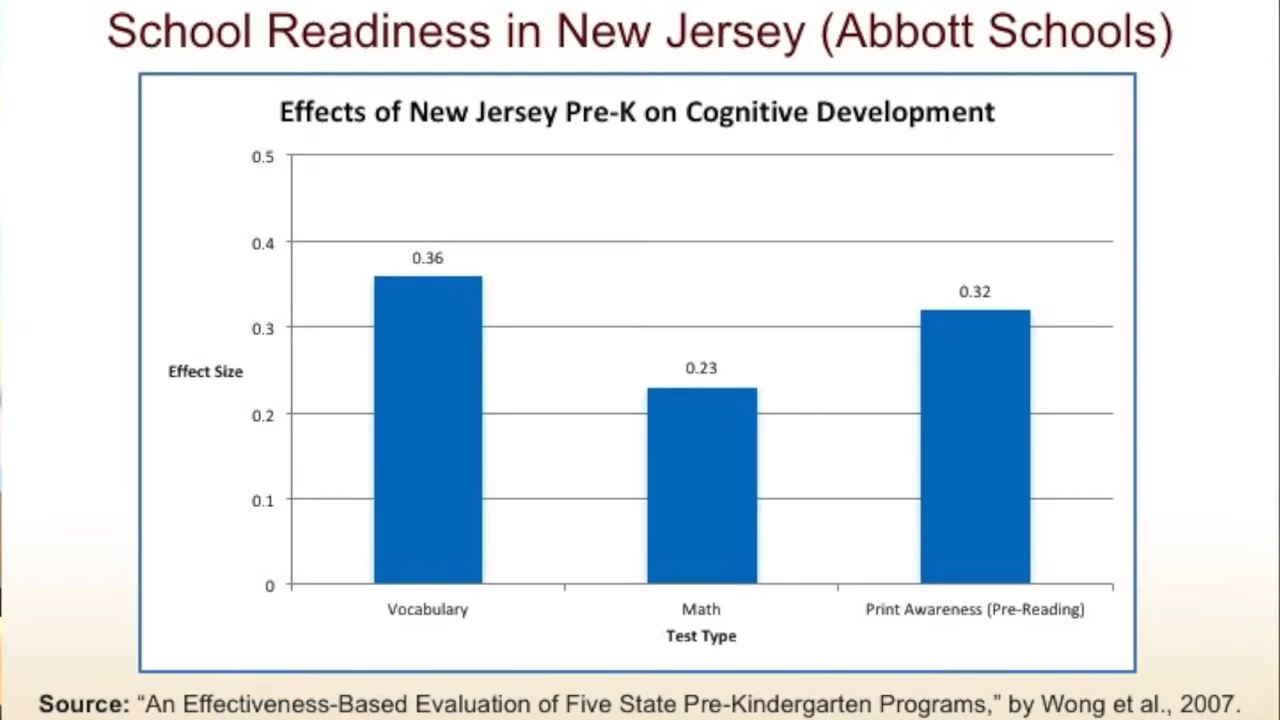 School Readiness in New Jersey (Abbott Schools)
Effects of New Jersey Pre-K on Cognitive Development
0.5
0.4
0.3
0.2
0.1
0
Effect Size
0.36
0.23
0.32
Vocabulary
Math
Print Awareness (Pre-Reading)
Test Type
Source: “An Effectiveness-Based Evaluation of Five State Pre-Kindergarten Programs,” by Wong et al., 2007.